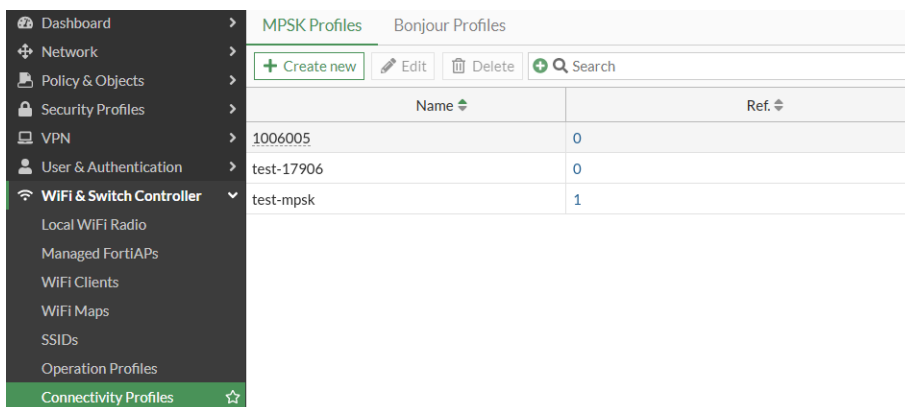 Dashboard
Network
Policy & Objects
Security Profiles
VPN
User & Authentication
WiFi & Switch Controller
Local WiFi Radio
Managed FortiAPs
WiFi Clients
WiFi Maps
SSIDs
Operation Profiles
Connectivity Profiles
MPSK Profiles Bonjour Profiles
Create new Edit Delete Search
Name Ref.
1006005 0
test-17906 0
test-mpsk 1